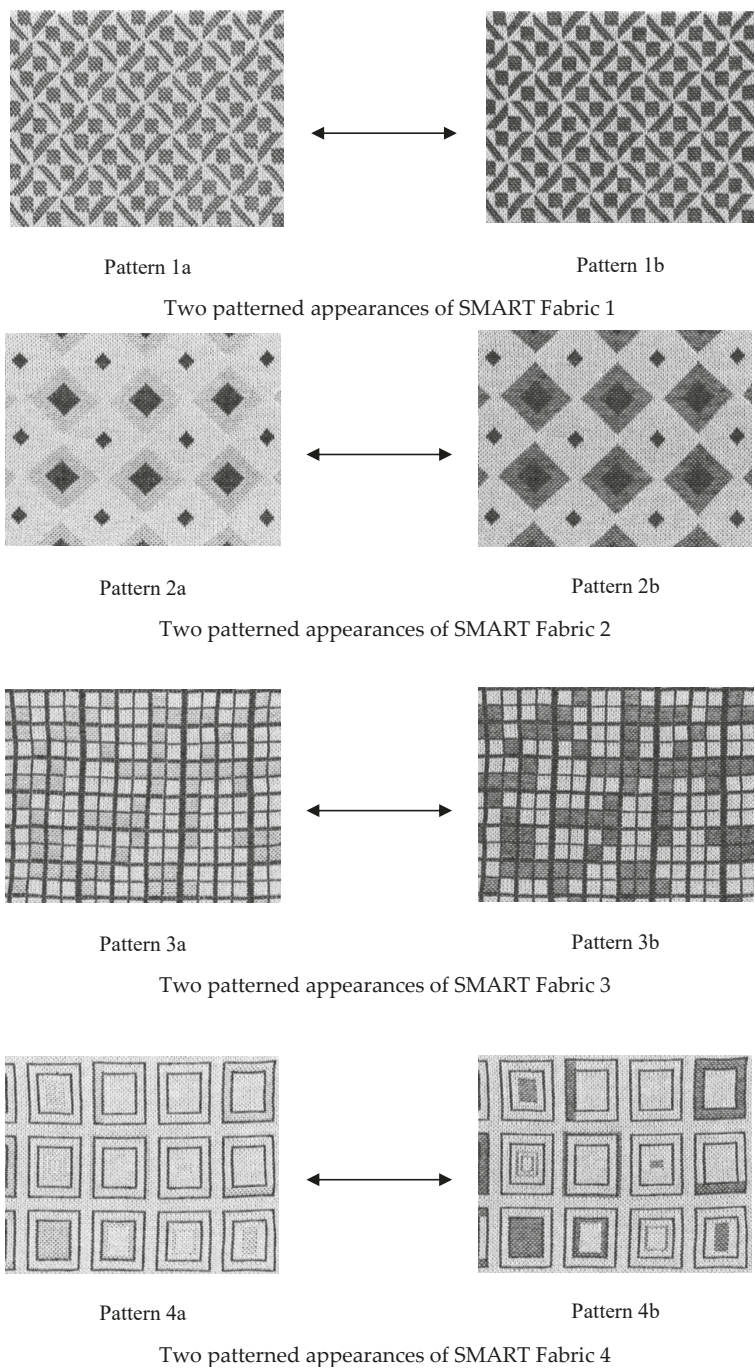 Pattern 1a
Pattern 1b
Two patterned appearances of SMART Fabric 1
Pattern 2a
Pattern 2b
Two patterned appearances of SMART Fabric 2
Pattern 3a
Pattern 3b
Two patterned appearances of SMART Fabric 3
Pattern 4a
Pattern 4b
Two patterned appearances of SMART Fabric 4